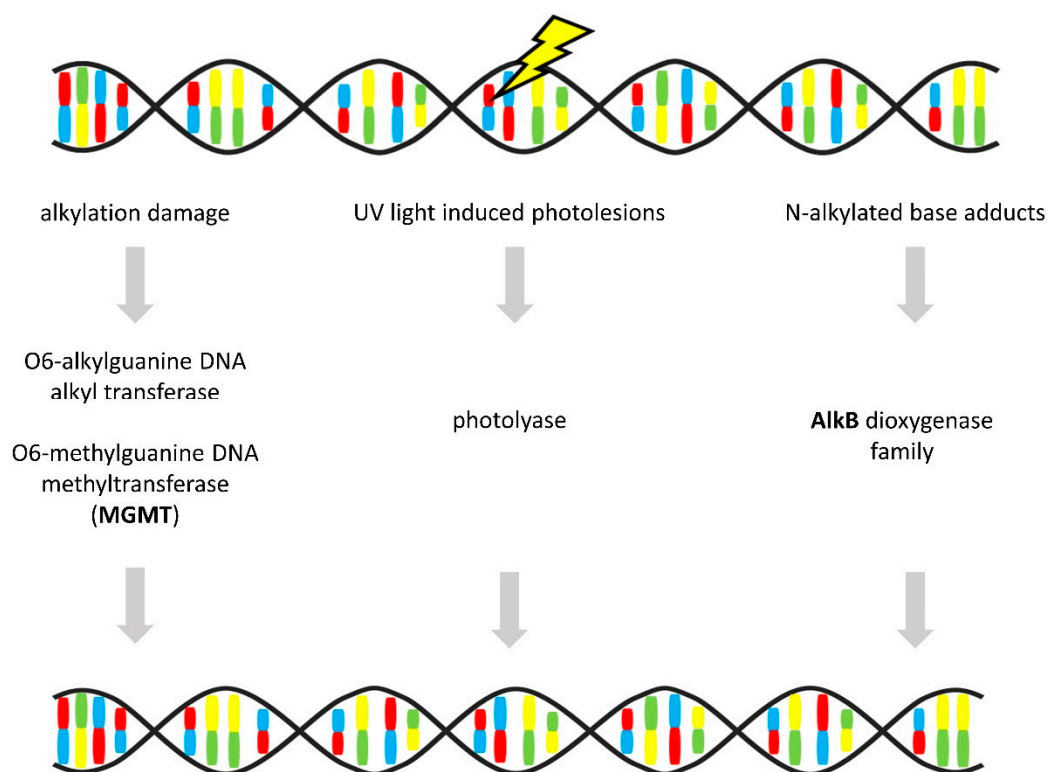 alkylation damage
UV light induced photolesions
N-alkylated base adducts
O6-alkylguanine DNA
alkyl transferase
O6-methylguanine DNA
methyltransferase
(MGMT)
photolyase
AlkB dioxygenase
family